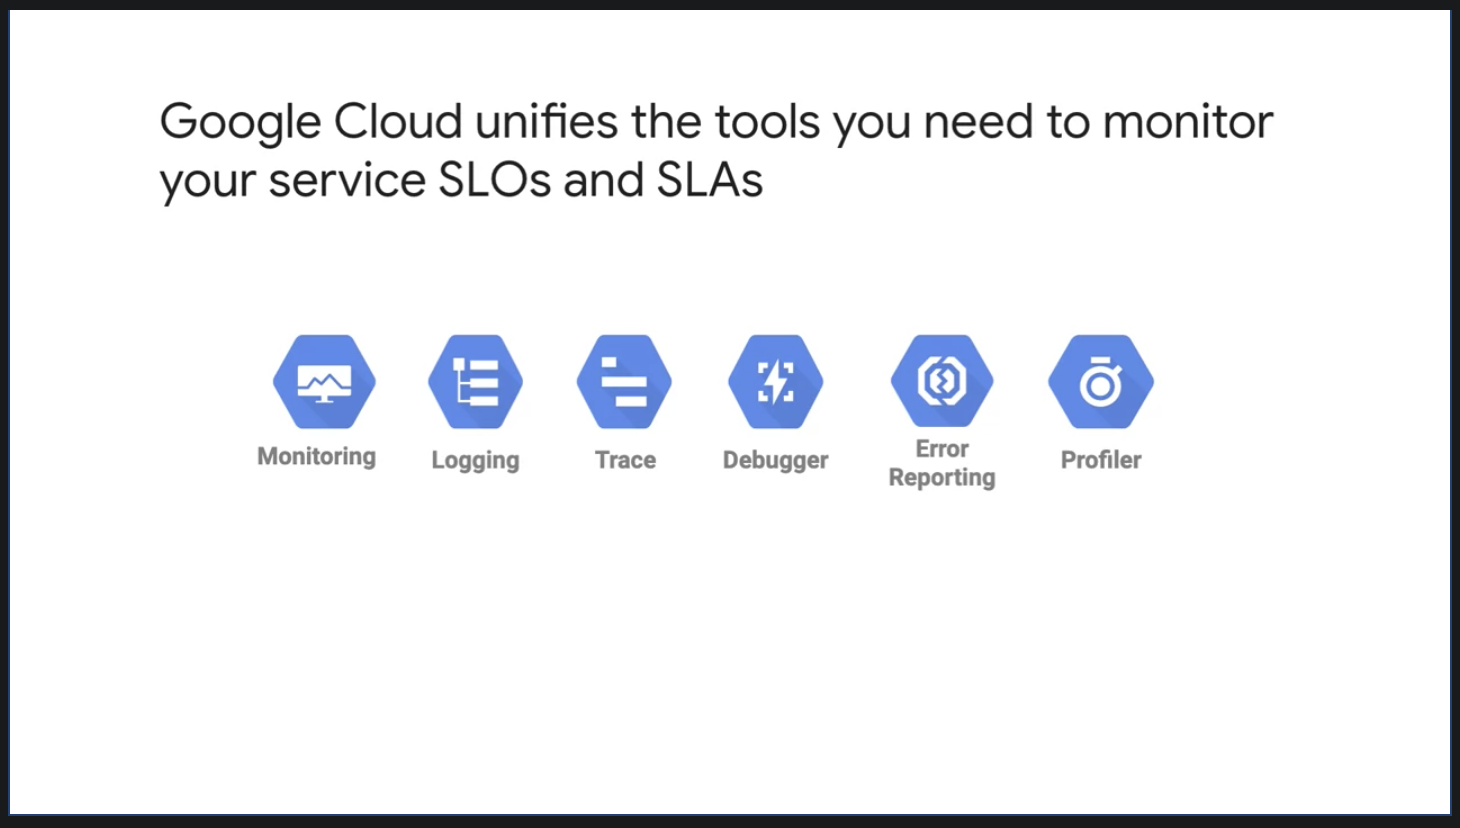 Google Cloud unifies the tools you need to monitor
your service SLOs and SLAs
Monitoring
Logging
Trace
Debugger
Error
Reporting
Profiler